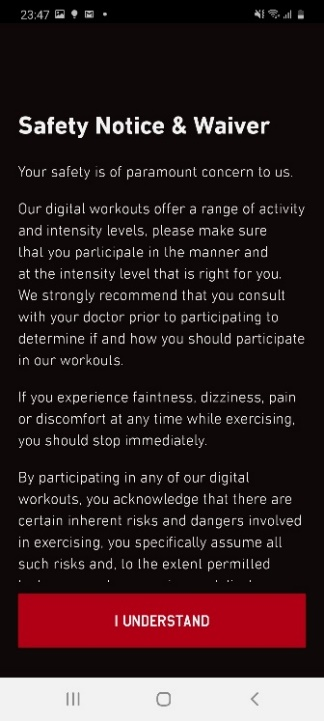 23:47
Safety Notice & Waiver
Your safety is of paramount concern to us.
Our digital workouts offer a range of activity
and intensity levels, please make sure
that you participate in the manner and
at the intensity level that is right for you.
We strongly recommend that you consult
with your doctor prior to participating to
determine if and how you should participate
in our workouts.
If you experience faintness, dizziness, pain
or discomfort at any time while exercising,
you should stop immediately.
By participating in any of our digital
workouts, you acknowledge that there are
certain inherent risks and dangers involved
in exercising, you specifically assume all
such risks and, to the extent permitted
I UNDERSTAND